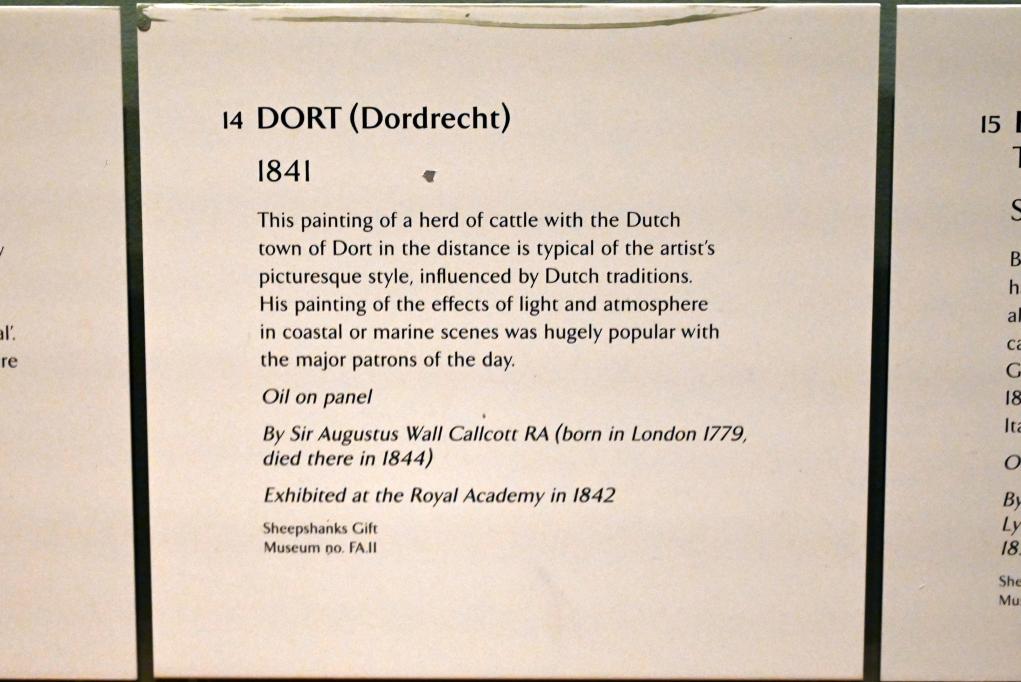 14 DORT (Dordrecht)
1841
This painting of a herd of cattle with the Dutch
town of Dort in the distance is typical of the artist's
picturesque style, influenced by Dutch traditions.
His painting of the effects of light and atmosphere
in coastal or marine scenes was hugely popular with
the major patrons of the day.
Oil on panel
By Sir Augustus Wall Callcott RA (born in London 1779,
died there in 1844)
Exhibited at the Royal Academy in 1842
Sheepshanks Gift
Museum no. FA.11
15